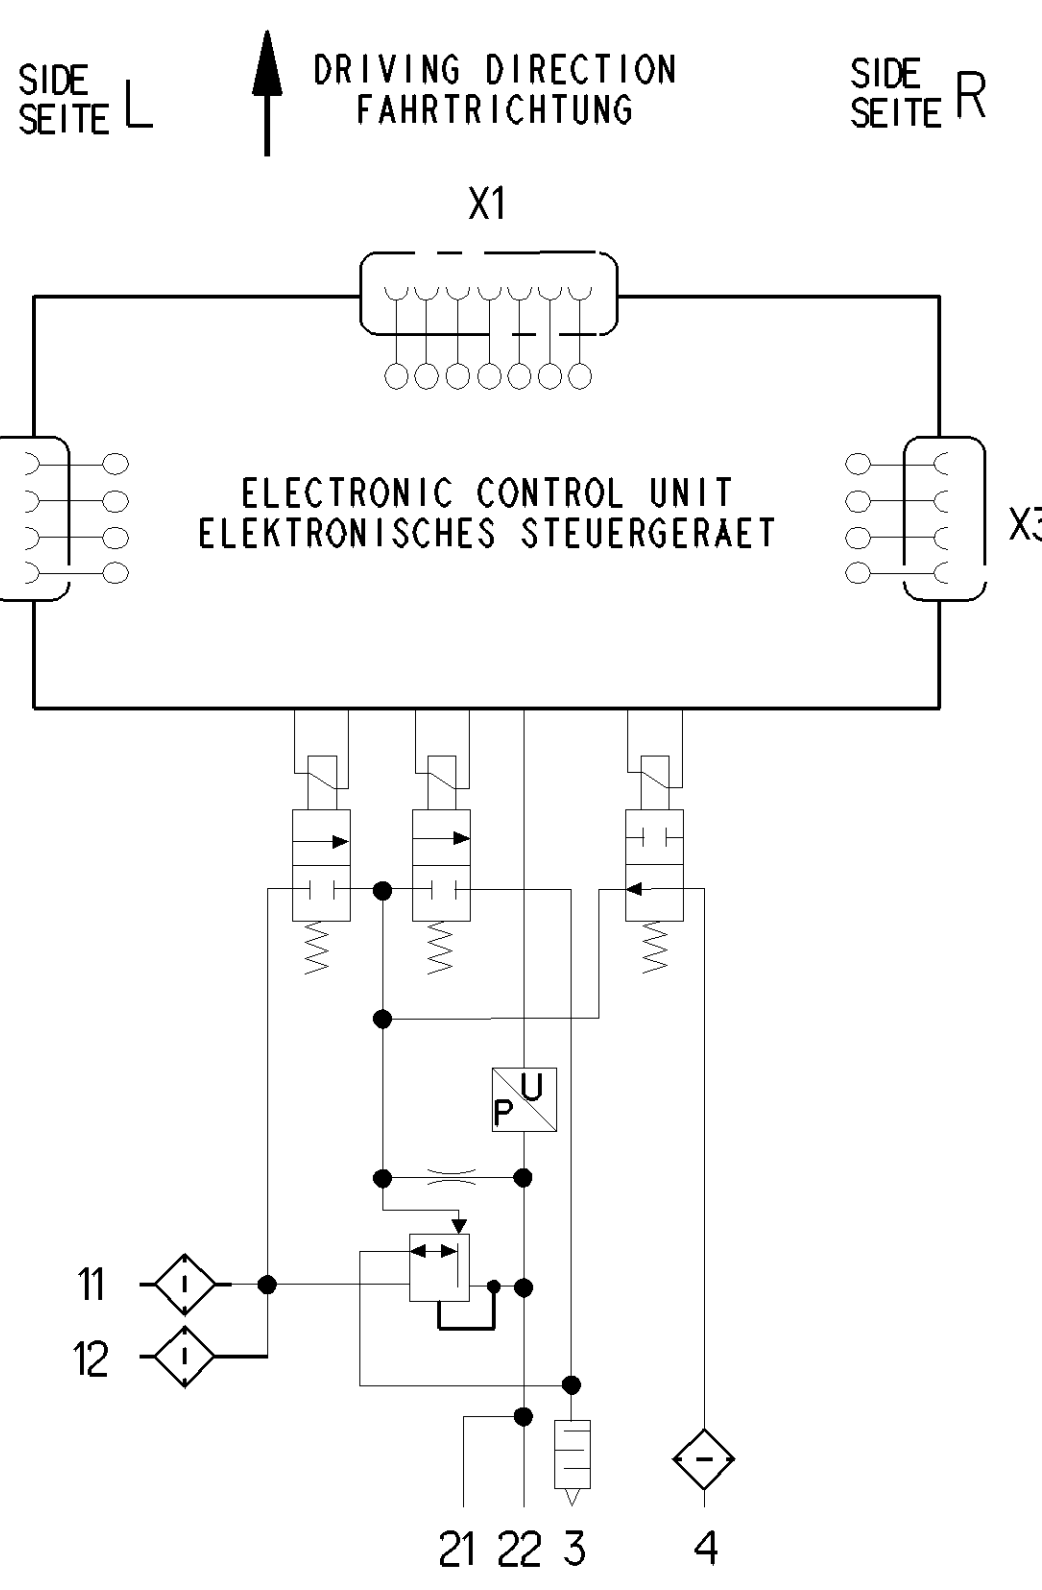 SIDE
SEITE L
DRIVING DIRECTION
FAHRTRICHTUNG
SIDE
SEITE R
X1
ELECTRONIC CONTROL UNIT
ELEKTRONISCHES STEUERGERAET
X3
U
P
11
12
21 22 3 4